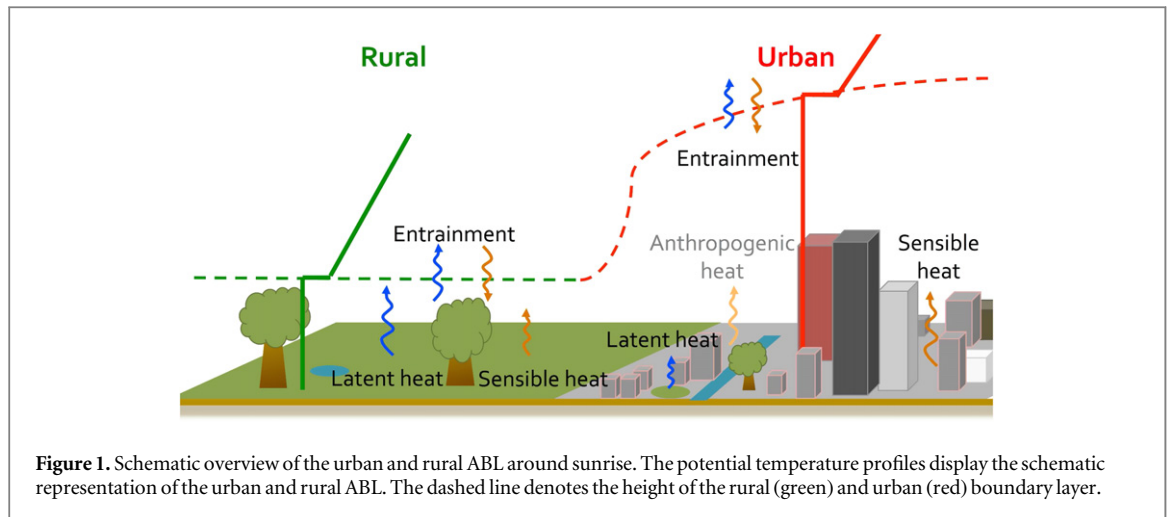 Rural
Urban
Entrainment
Entrainment
Anthropogenic
heat
Sensible
heat
Latent heat
Latent heat
Sensible heat
Figure 1. Schematic overview of the urban and rural ABL around sunrise. The potential temperature profiles display the schematic
representation of the urban and rural ABL. The dashed line denotes the height of the rural (green) and urban (red) boundary layer.